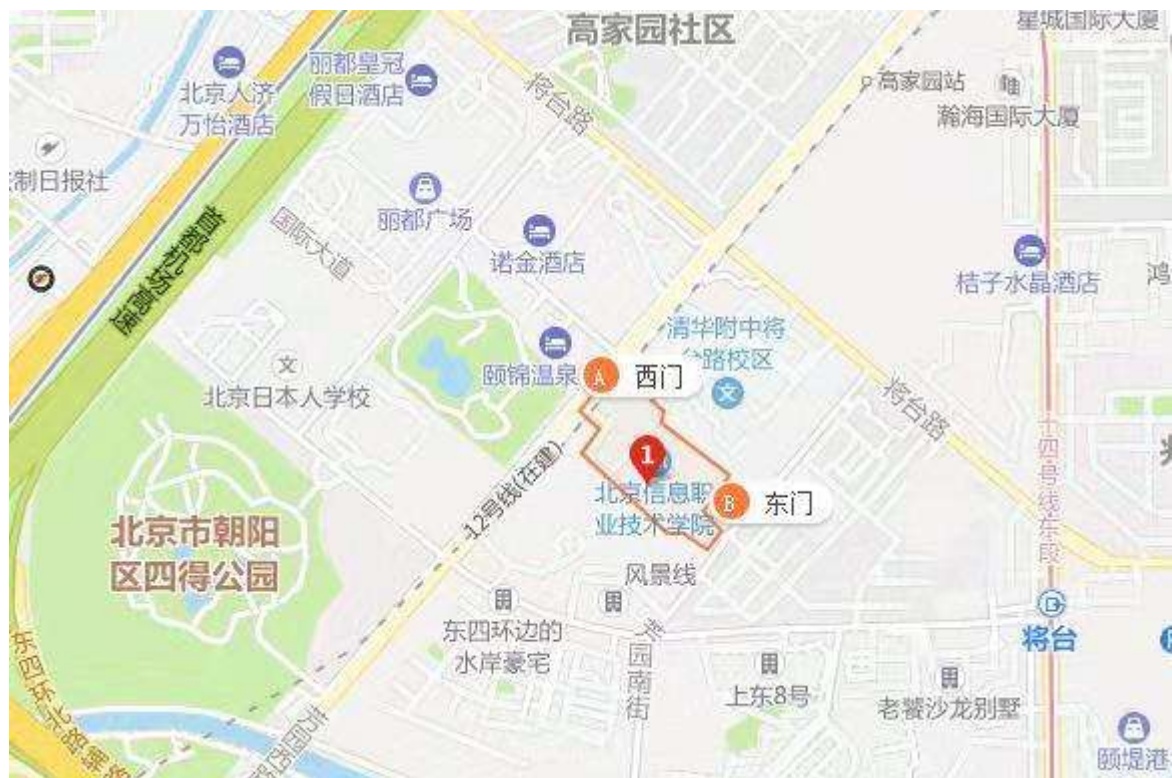 高家园社区
星城国际大厦
北京人济
万怡酒店
丽都皇冠
假日酒店
将台路
高家园站
瀚海国际大厦
制日报社
丽都广场
国际大道
诺金酒店
首都机场高速
桔子水晶酒店
鸿
清华附中将
台路校区
颐锦温泉
A 西门
北京日本人学校
将台路
十四号线东段
1
12号线(在建)
北京信息职
业技术学院
B 东门
北京市朝阳
区四得公园
风景线
东四环边的
水岸豪宅
芳园南街
将台
上东8号
老饕沙龙别墅
东四环北路辅路
芳园西路
颐堤港